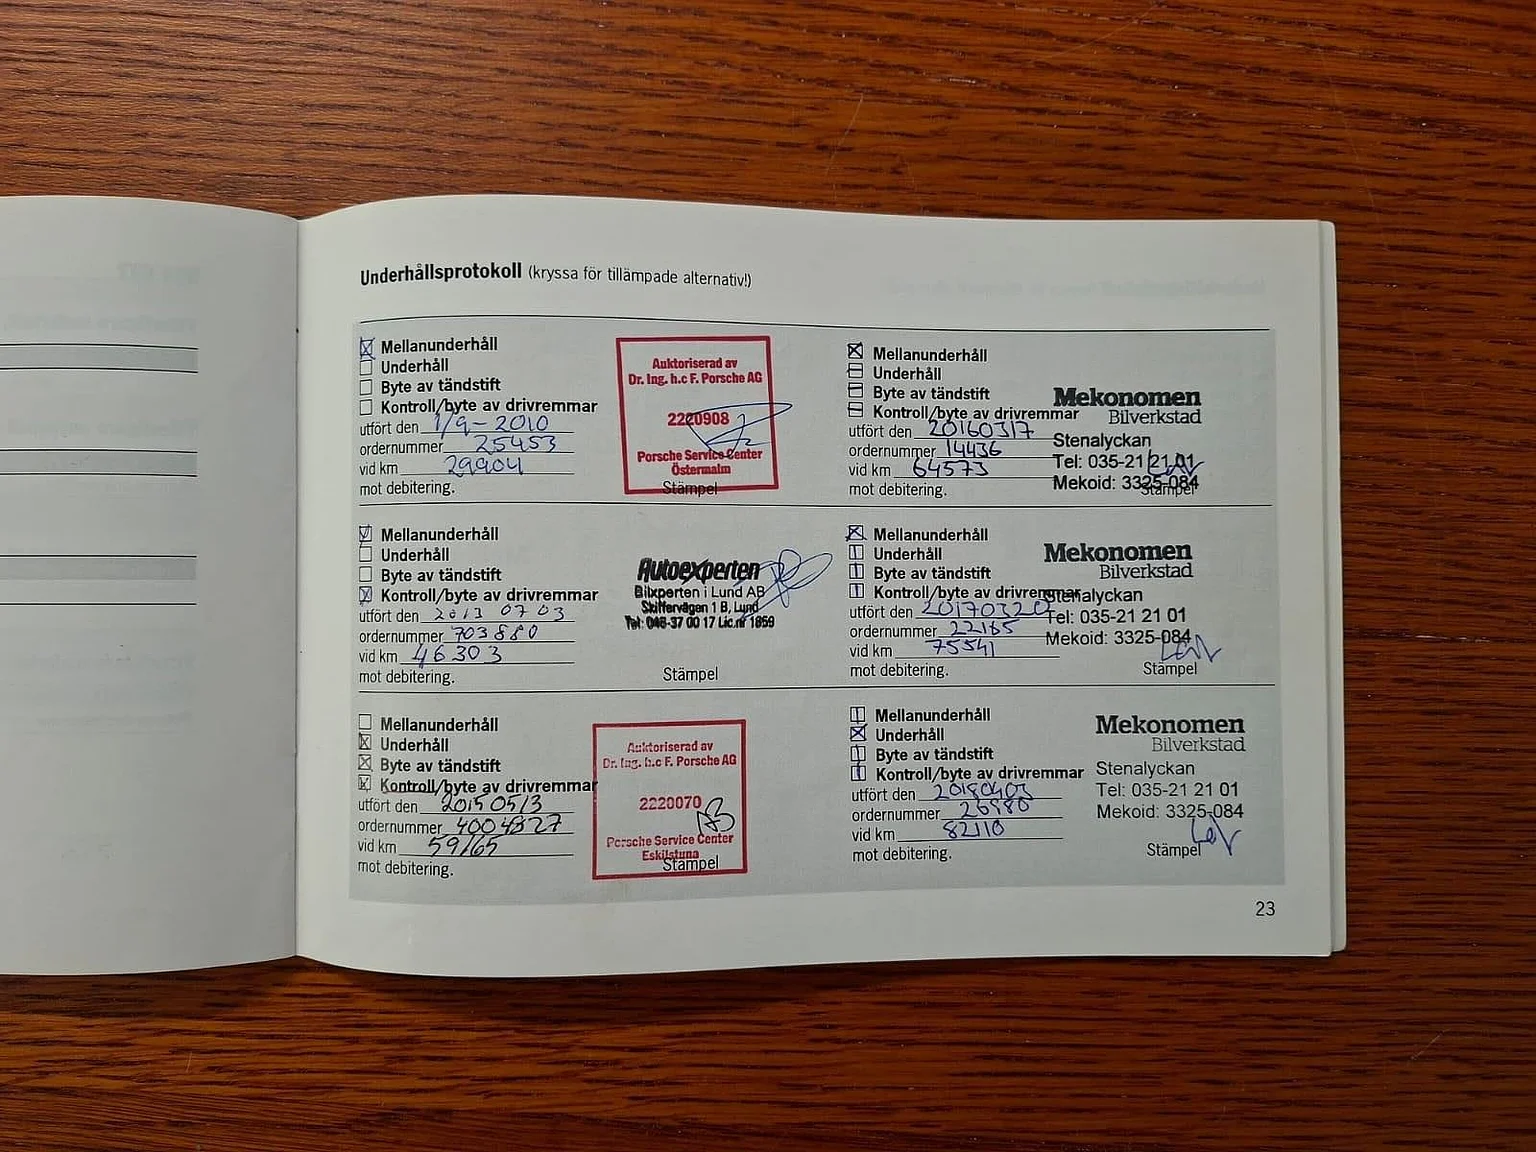 Underhållsprotokoll (kryssa för tillämpade alternativ!)
Mellanunderhåll
Underhåll
Byte av tändstift
Kontroll/byte av drivremmar
utfört den 1/9-2010
ordernummer 25453
vid km 29904
mot debitering.
Auktoriserad av
Dr. Ing. h.c F. Porsche AG
2220908
Porsche Service Center
Östermalm
Stämpel
Mellanunderhåll
Underhåll
Byte av tändstift
Kontroll/byte av drivremmar
utfört den 2013 07 03
ordernummer 703880
vid km 46303
mot debitering.
Autoexperten
Bilxperten i Lund AB
Skiffervägen 1 B, Lund
Tel: 046-37 00 17 Lic.nr 1859
Stämpel
Mellanunderhåll
Underhåll
Byte av tändstift
Kontroll/byte av drivremmar
utfört den 20150513
ordernummer 4004827
vid km 59165
mot debitering.
Auktoriserad av
Dr. Ing. h.c F. Porsche AG
2220070
Porsche Service Center
Eskilstuna
Stämpel
Mellanunderhåll
Underhåll
Byte av tändstift
Kontroll/byte av drivremmar
utfört den 20160317
ordernummer 14436
vid km 64573
mot debitering.
Mekonomen
Bilverkstad
Stenalyckan
Tel: 035-21 21 01
Mekoid: 3325-084
Stämpel
Mellanunderhåll
Underhåll
Byte av tändstift
Kontroll/byte av drivremmar
utfört den 20170320
ordernummer 22165
vid km 75541
mot debitering.
Mekonomen
Bilverkstad
Stenalyckan
Tel: 035-21 21 01
Mekoid: 3325-084
Stämpel
Mellanunderhåll
Underhåll
Byte av tändstift
Kontroll/byte av drivremmar
utfört den 20180403
ordernummer 26980
vid km 82110
mot debitering.
Mekonomen
Bilverkstad
Stenalyckan
Tel: 035-21 21 01
Mekoid: 3325-084
Stämpel
23